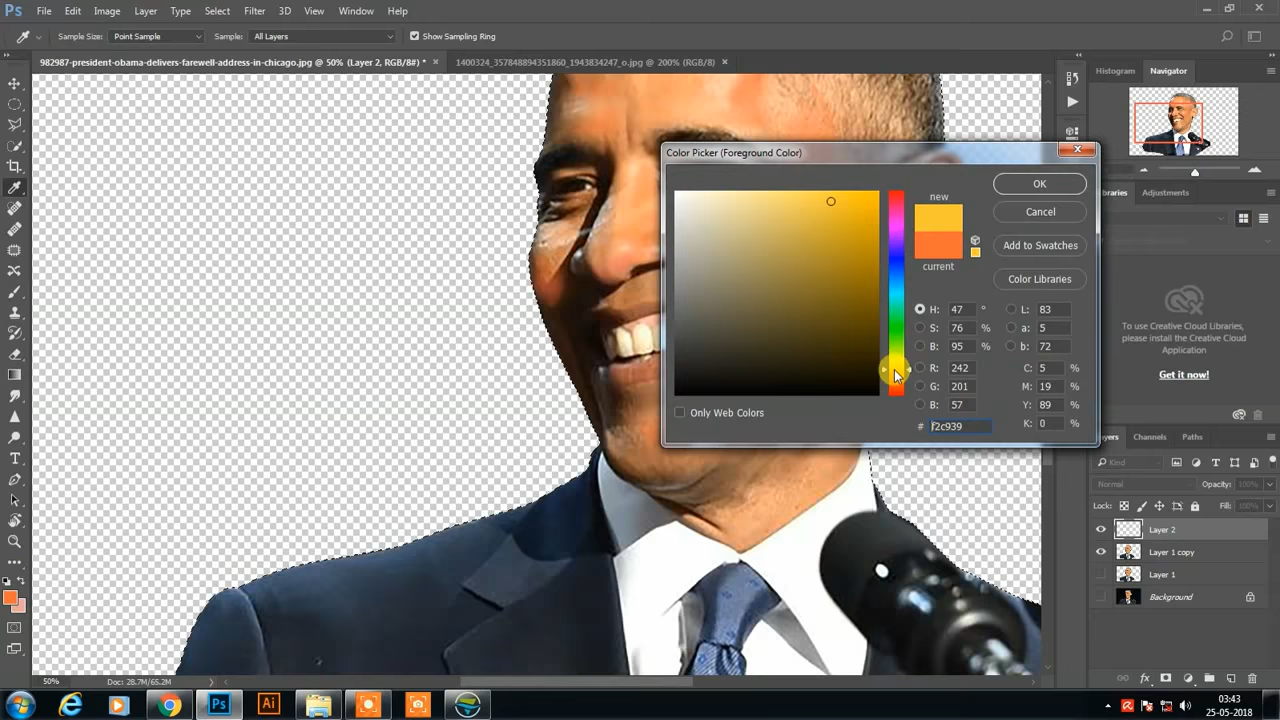 Ps File Edit Image Layer Type Select Filter 3D View Window Help
Sample Size: Point Sample Sample: All Layers Show Sampling Ring
982987-president-obama-delivers-farewell-address-in-chicago.jpg @ 50% (Layer 2, RGB/8#) * × 1400324_357848894351860_1943834247_o.jpg @ 200% (RGB/8) ×
Histogram Navigator
Color Picker (Foreground Color)
new
OK
Cancel
Add to Swatches
current
Color Libraries
H: 47 °
S: 76 %
B: 95 %
R: 242
G: 201
B: 57
# f2c939
L: 83
a: 5
b: 72
C: 5 %
M: 19 %
Y: 89 %
K: 0 %
Only Web Colors
ibraries Adjustments
To use Creative Cloud Libraries,
please install the Creative Cloud
Application
Get it now!
ayers Channels Paths
Kind
Normal Opacity: 100%
Lock: Fill: 100%
Layer 2
Layer 1 copy
Layer 1
Background
50% Doc: 28.7M/65.2M
Ps Ai
03:43
25-05-2018